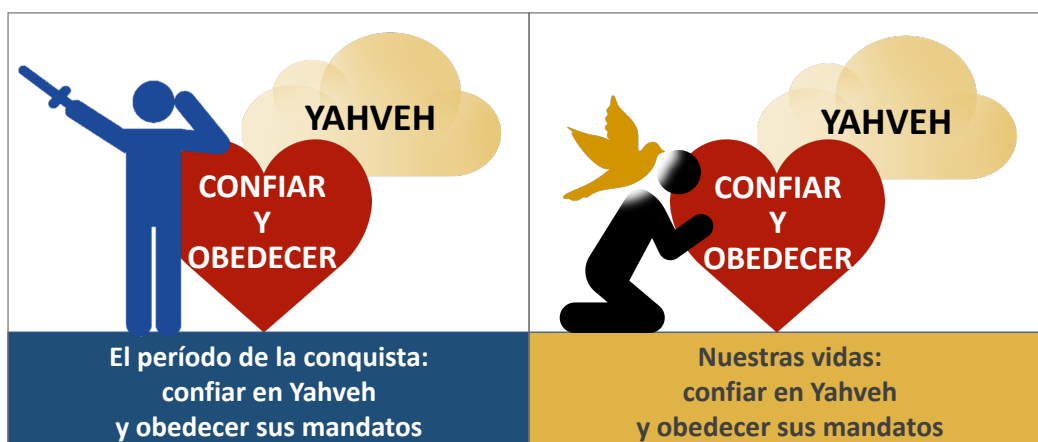 YAHVEH
CONFIAR
Y
OBEDECER
El período de la conquista:
confiar en Yahveh
y obedecer sus mandatos
YAHVEH
CONFIAR
Y
OBEDECER
Nuestras vidas:
confiar en Yahveh
y obedecer sus mandatos